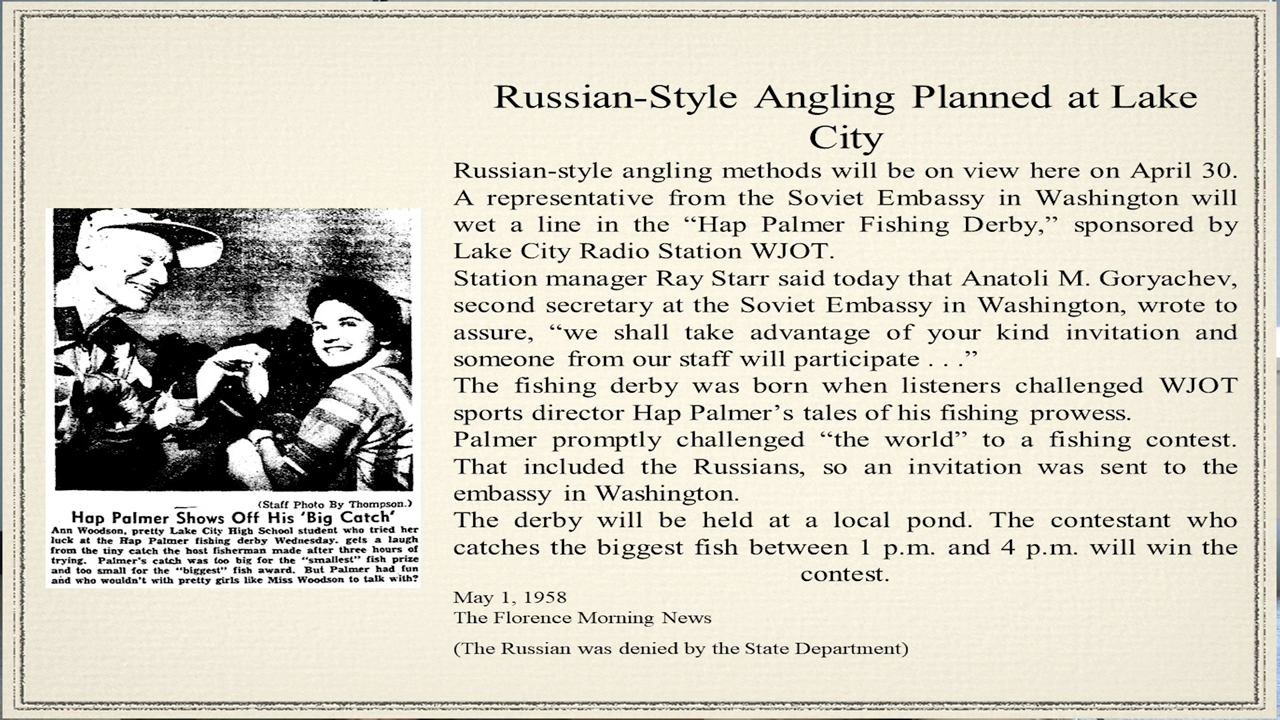 Russian-Style Angling Planned at Lake
City
Russian-style angling methods will be on view here on April 30.
A representative from the Soviet Embassy in Washington will
wet a line in the “Hap Palmer Fishing Derby,” sponsored by
Lake City Radio Station WJOT.
Station manager Ray Starr said today that Anatoli M. Goryachev,
second secretary at the Soviet Embassy in Washington, wrote to
assure, “we shall take advantage of your kind invitation and
someone from our staff will participate . . .”
The fishing derby was born when listeners challenged WJOT
sports director Hap Palmer’s tales of his fishing prowess.
Palmer promptly challenged “the world” to a fishing contest.
That included the Russians, so an invitation was sent to the
embassy in Washington.
The derby will be held at a local pond. The contestant who
catches the biggest fish between 1 p.m. and 4 p.m. will win the
contest.
May 1, 1958
The Florence Morning News
(The Russian was denied by the State Department)
(Staff Photo By Thompson.)
Hap Palmer Shows Off His ‘Big Catch’
Ann Woodson, pretty Lake City High School student who tried her
luck at the Hap Palmer fishing derby Wednesday. gets a laugh
from the tiny catch the host fisherman made after three hours of
trying. Palmer's catch was too big for the "smallest" fish prize
and too small for the "biggest" fish award. But Palmer had fun
and who wouldn't with pretty girls like Miss Woodson to talk with?